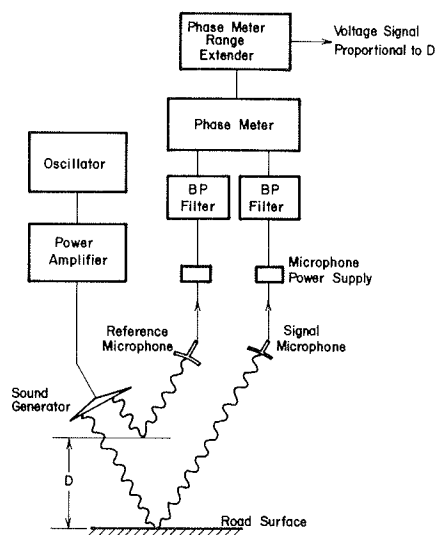 Phase Meter
Range
Extender
Voltage Signal
Proportional to D
Phase Meter
Oscillator
BP
Filter
BP
Filter
Power
Amplifier
Microphone
Power Supply
Reference
Microphone
Signal
Microphone
Sound
Generator
D
Road Surface